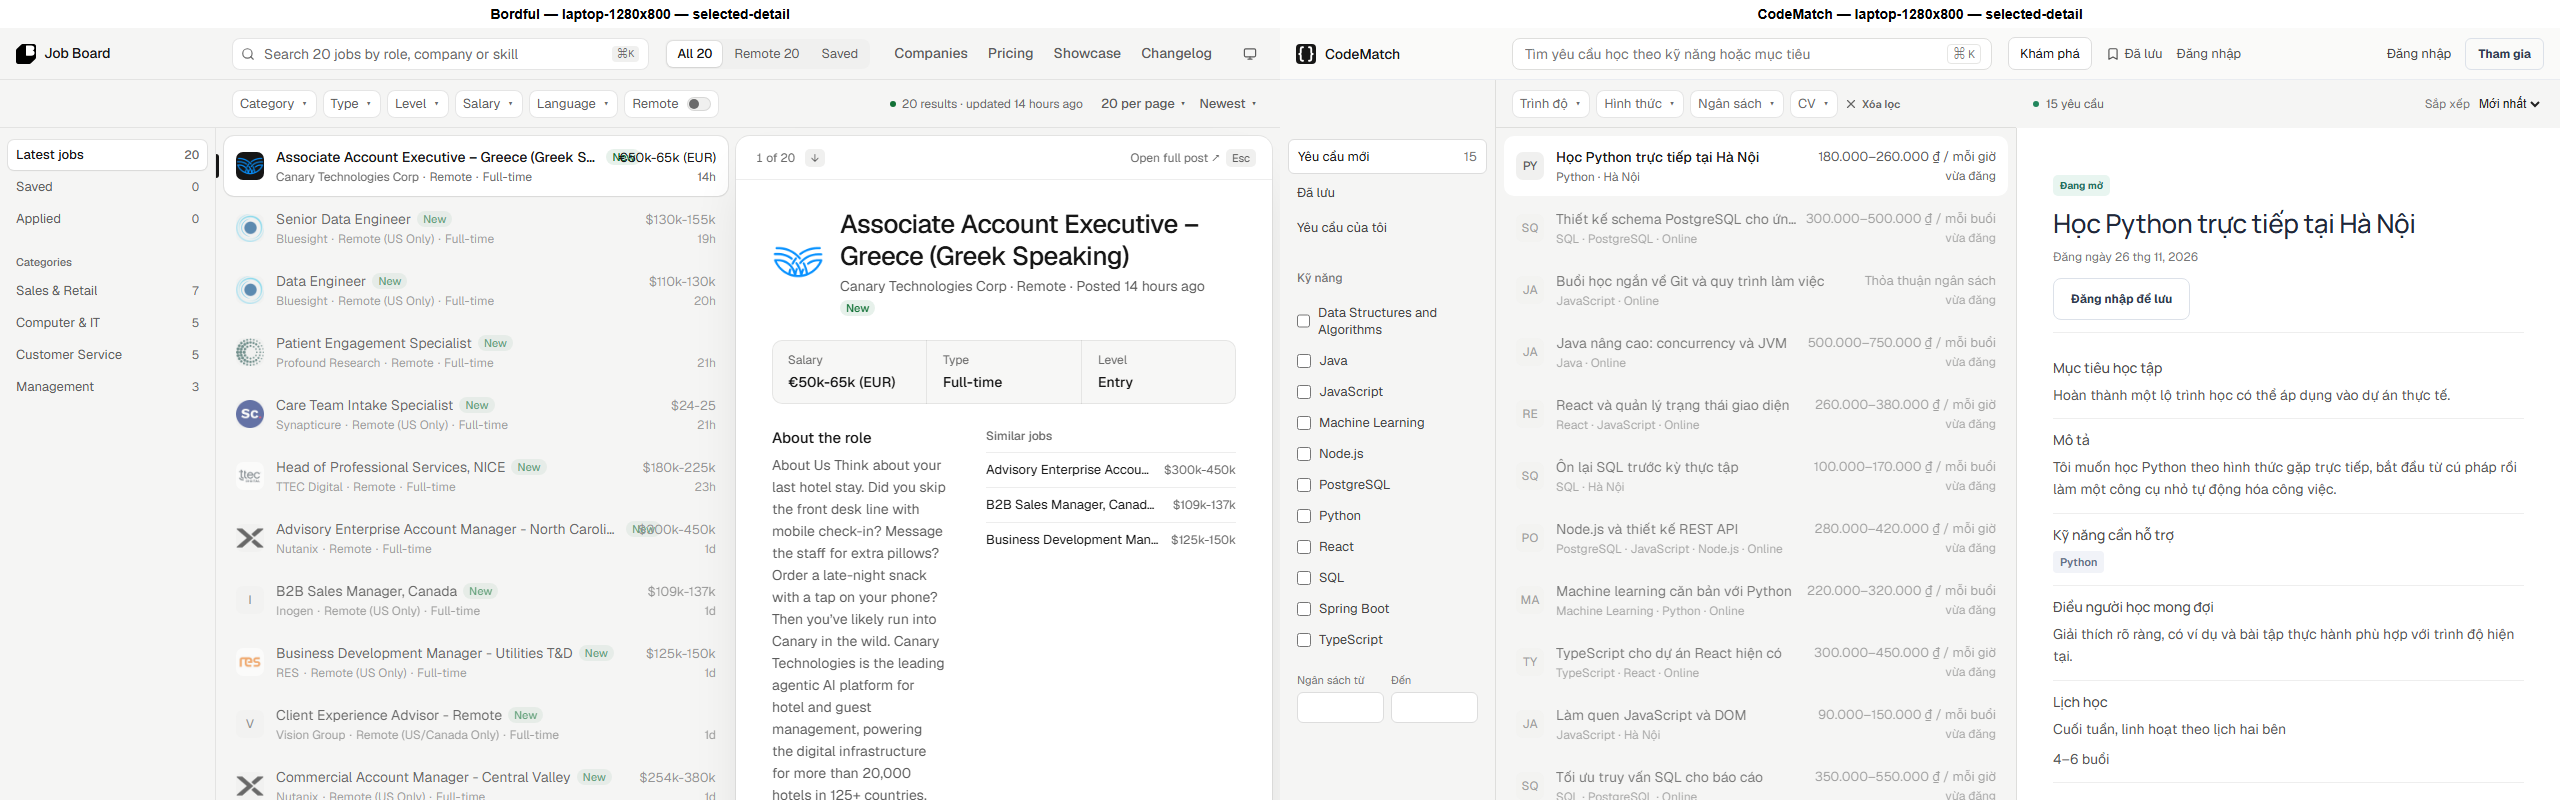 Bordful — laptop-1280x800 — selected-detail
Job Board
Search 20 jobs by role, company or skill
⌘K
All 20
Remote 20
Saved
Companies
Pricing
Showcase
Changelog
Category
Type
Level
Salary
Language
Remote
20 results · updated 14 hours ago
20 per page
Newest
Latest jobs 20
Saved 0
Applied 0
Categories
Sales & Retail 7
Computer & IT 5
Customer Service 5
Management 3
Associate Account Executive – Greece (Greek S... New €50k-65k (EUR)
Canary Technologies Corp · Remote · Full-time 14h
Senior Data Engineer New $130k-155k
Bluesight · Remote (US Only) · Full-time 19h
Data Engineer New $110k-130k
Bluesight · Remote (US Only) · Full-time 20h
Patient Engagement Specialist New
Profound Research · Remote · Full-time 21h
Sc
Care Team Intake Specialist New $24-25
Synapticure · Remote (US Only) · Full-time 21h
ttec
Head of Professional Services, NICE New $180k-225k
TTEC Digital · Remote · Full-time 23h
Advisory Enterprise Account Manager - North Caroli... New $300k-450k
Nutanix · Remote · Full-time 1d
I
B2B Sales Manager, Canada New $109k-137k
Inogen · Remote (US Only) · Full-time 1d
res
Business Development Manager - Utilities T&D New $125k-150k
RES · Remote (US Only) · Full-time 1d
V
Client Experience Advisor - Remote New
Vision Group · Remote (US/Canada Only) · Full-time 1d
Commercial Account Manager - Central Valley New $254k-380k
Nutanix · Remote (US Only) · Full-time 1d
1 of 20 ↓
Open full post ↗ Esc
Associate Account Executive –
Greece (Greek Speaking)
Canary Technologies Corp · Remote · Posted 14 hours ago
New
Salary
€50k-65k (EUR)
Type
Full-time
Level
Entry
About the role
About Us Think about your
last hotel stay. Did you skip
the front desk line with
mobile check-in? Message
the staff for extra pillows?
Order a late-night snack
with a tap on your phone?
Then you've likely run into
Canary in the wild. Canary
Technologies is the leading
agentic AI platform for
hotel and guest
management, powering
the digital infrastructure
for more than 20,000
hotels in 125+ countries.
Similar jobs
Advisory Enterprise Accou... $300k-450k
B2B Sales Manager, Canad... $109k-137k
Business Development Man... $125k-150k
CodeMatch — laptop-1280x800 — selected-detail
CodeMatch
Tìm yêu cầu học theo kỹ năng hoặc mục tiêu
⌘ K
Khám phá
Đã lưu
Đăng nhập
Đăng nhập
Tham gia
Trình độ
Hình thức
Ngân sách
CV
Xóa lọc
15 yêu cầu
Sắp xếp Mới nhất
Yêu cầu mới 15
Đã lưu
Yêu cầu của tôi
Kỹ năng
Data Structures and
Algorithms
Java
JavaScript
Machine Learning
Node.js
PostgreSQL
Python
React
SQL
Spring Boot
TypeScript
Ngân sách từ
Đến
PY
Học Python trực tiếp tại Hà Nội 180.000–260.000 ₫ / mỗi giờ
Python · Hà Nội vừa đăng
SQ
Thiết kế schema PostgreSQL cho ứn... 300.000–500.000 ₫ / mỗi buổi
SQL · PostgreSQL · Online vừa đăng
JA
Buổi học ngắn về Git và quy trình làm việc Thỏa thuận ngân sách
JavaScript · Online vừa đăng
JA
Java nâng cao: concurrency và JVM 500.000–750.000 ₫ / mỗi buổi
Java · Online vừa đăng
RE
React và quản lý trạng thái giao diện 260.000–380.000 ₫ / mỗi giờ
React · JavaScript · Online vừa đăng
SQ
Ôn lại SQL trước kỳ thực tập 100.000–170.000 ₫ / mỗi buổi
SQL · Hà Nội vừa đăng
PO
Node.js và thiết kế REST API 280.000–420.000 ₫ / mỗi giờ
PostgreSQL · JavaScript · Node.js · Online vừa đăng
MA
Machine learning căn bản với Python 220.000–320.000 ₫ / mỗi giờ
Machine Learning · Python · Online vừa đăng
TY
TypeScript cho dự án React hiện có 300.000–450.000 ₫ / mỗi giờ
TypeScript · React · Online vừa đăng
JA
Làm quen JavaScript và DOM 90.000–150.000 ₫ / mỗi buổi
JavaScript · Hà Nội vừa đăng
SQ
Tối ưu truy vấn SQL cho báo cáo 350.000–550.000 ₫ / mỗi giờ
SQL · PostgreSQL · Online vừa đăng
Đang mở
Học Python trực tiếp tại Hà Nội
Đăng ngày 26 thg 11, 2026
Đăng nhập để lưu
Mục tiêu học tập
Hoàn thành một lộ trình học có thể áp dụng vào dự án thực tế.
Mô tả
Tôi muốn học Python theo hình thức gặp trực tiếp, bắt đầu từ cú pháp rồi
làm một công cụ nhỏ tự động hóa công việc.
Kỹ năng cần hỗ trợ
Python
Điều người học mong đợi
Giải thích rõ ràng, có ví dụ và bài tập thực hành phù hợp với trình độ hiện
tại.
Lịch học
Cuối tuần, linh hoạt theo lịch hai bên
4–6 buổi